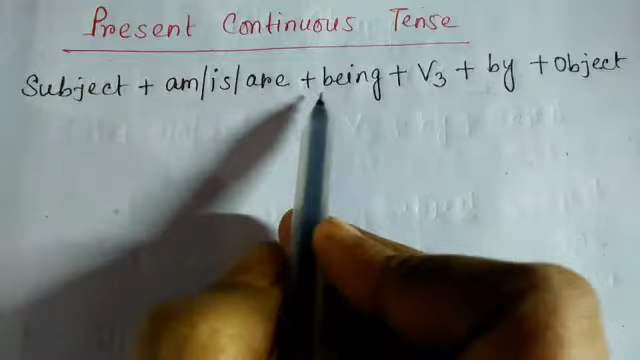 Present Continuous Tense
Subject + am/is/are + being + V3 + by + Object